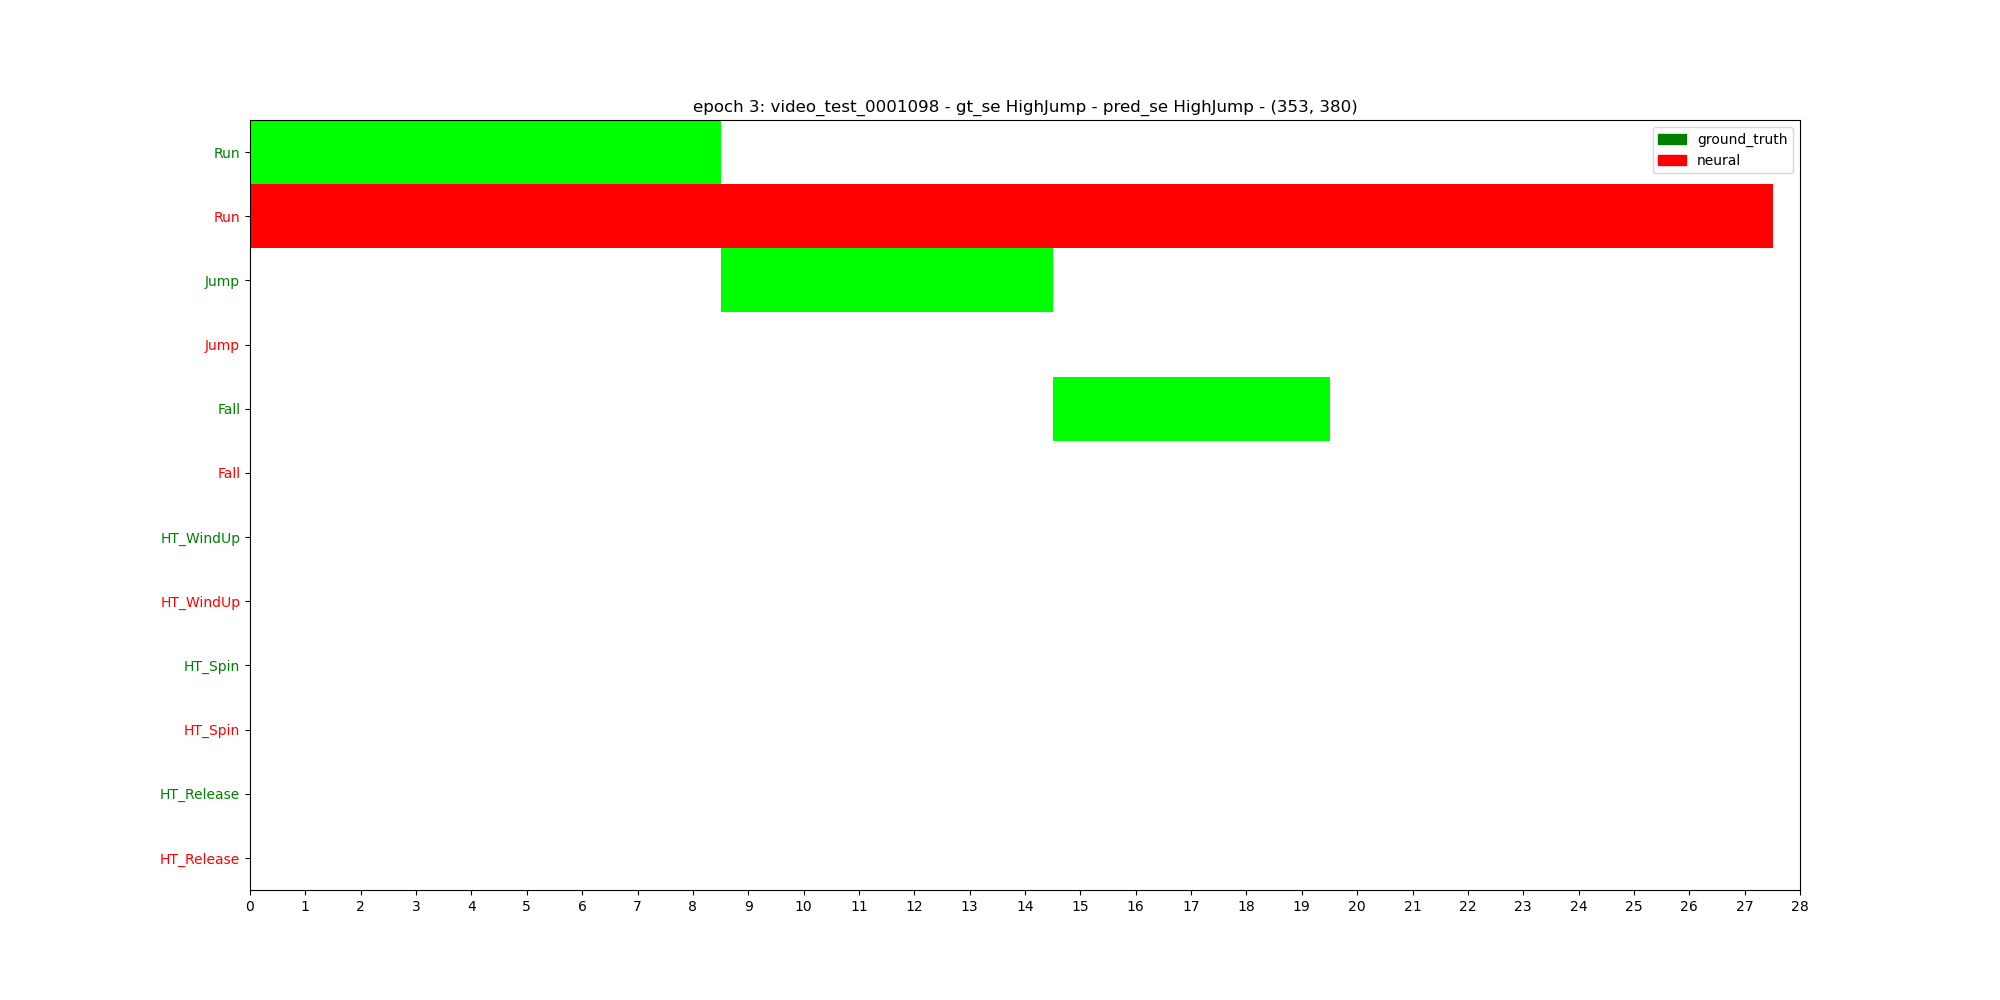 epoch 3: video_test_0001098 - gt_se HighJump - pred_se HighJump - (353, 380)
ground_truth
neural
Run
Run
Jump
Jump
Fall
Fall
HT_WindUp
HT_WindUp
HT_Spin
HT_Spin
HT_Release
HT_Release
0 1 2 3 4 5 6 7 8 9 10 11 12 13 14 15 16 17 18 19 20 21 22 23 24 25 26 27 28